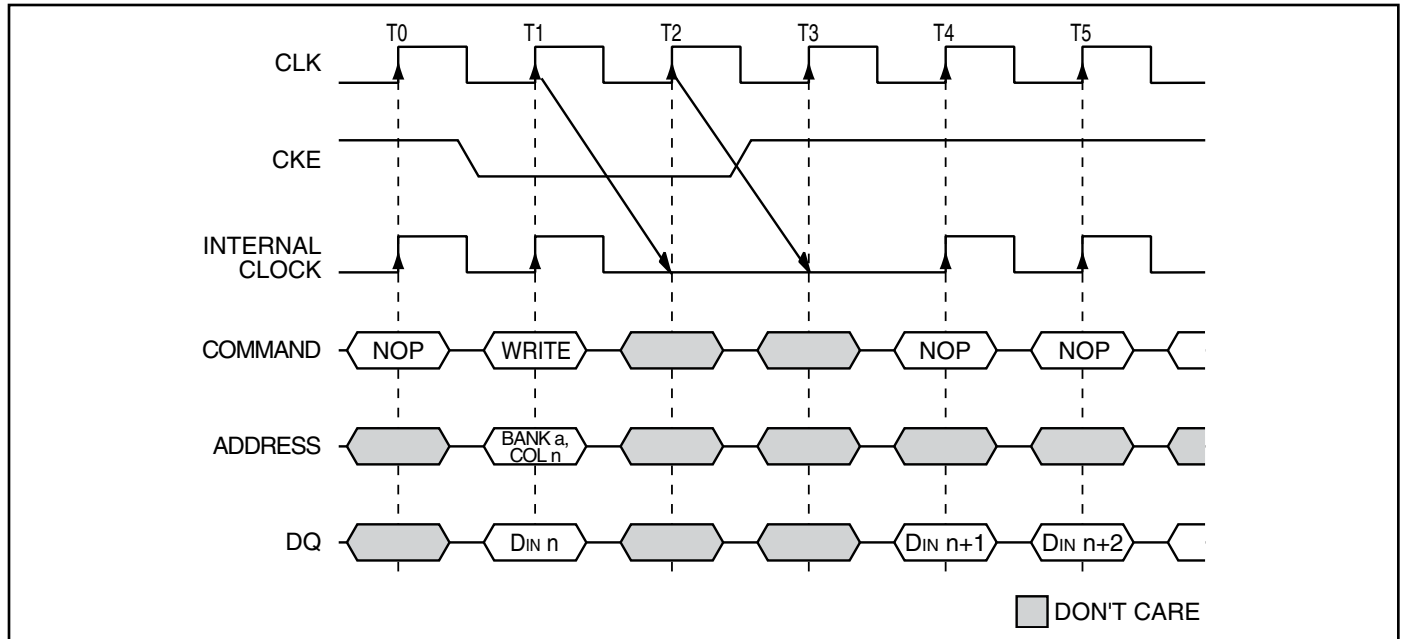 T0 T1 T2 T3 T4 T5
CLK
CKE
INTERNAL
CLOCK
COMMAND NOP WRITE NOP NOP
ADDRESS BANK a,
COL n
DQ DIN n DIN n+1 DIN n+2
DON'T CARE